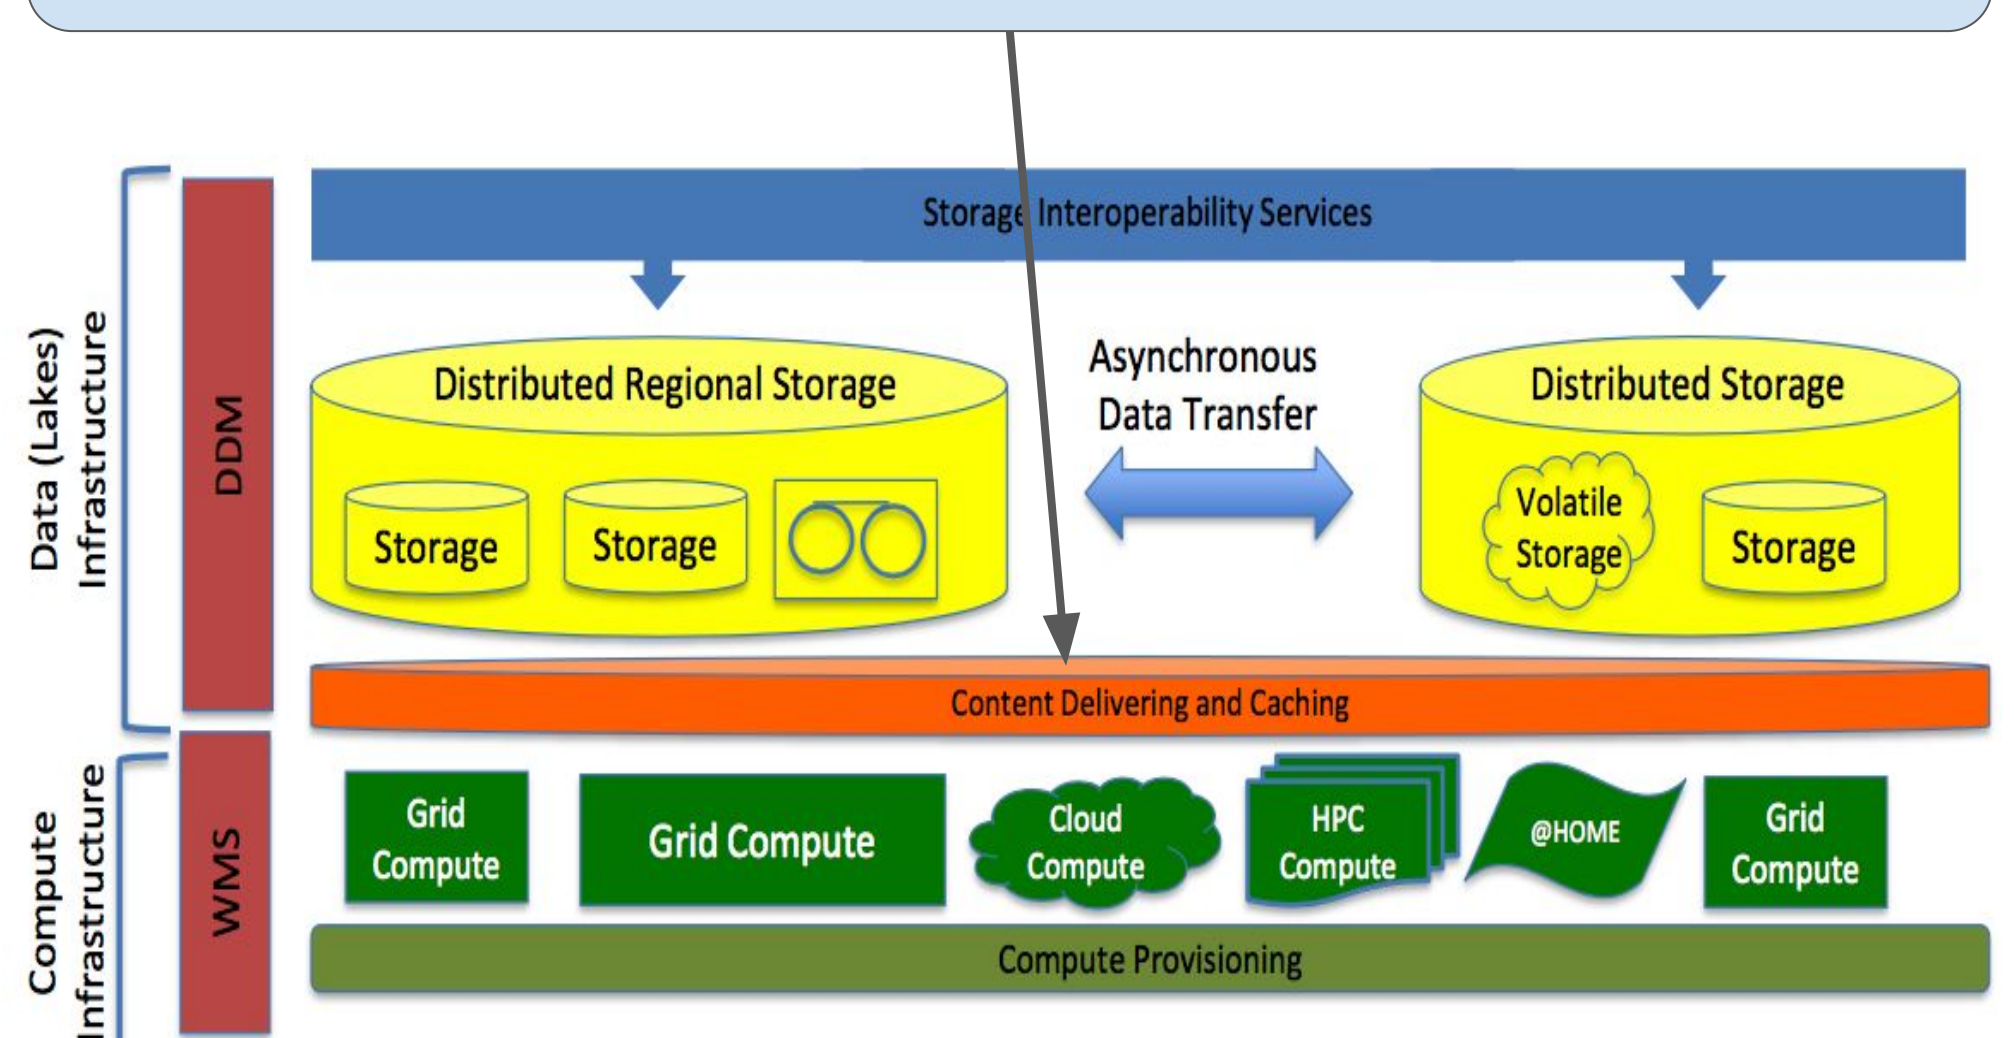 Data (Lakes)
Infrastructure
DDM
Storage Interoperability Services
Distributed Regional Storage
Storage
Storage
Asynchronous
Data Transfer
Distributed Storage
Volatile
Storage
Storage
Content Delivering and Caching
Compute
Infrastructure
WMS
Grid
Compute
Grid Compute
Cloud
Compute
HPC
Compute
@HOME
Grid
Compute
Compute Provisioning